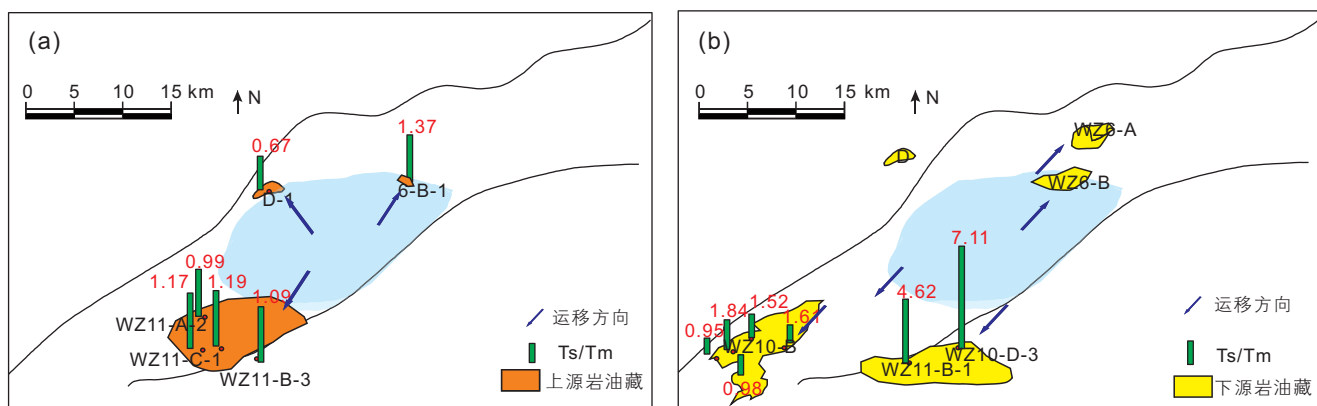 (a)
0 5 10 15 km
N
1.37
0.67
6-B-1
D-1
0.99
1.17
1.19
1.09
WZ11-A-2
WZ11-C-1
WZ11-B-3
运移方向
Ts/Tm
上源岩油藏
(b)
0 5 10 15 km
N
WZ6-A
D
WZ6-B
7.11
4.62
1.52
1.84
1.61
0.95
WZ10-B
WZ10-D-3
WZ11-B-1
0.98
运移方向
Ts/Tm
下源岩油藏